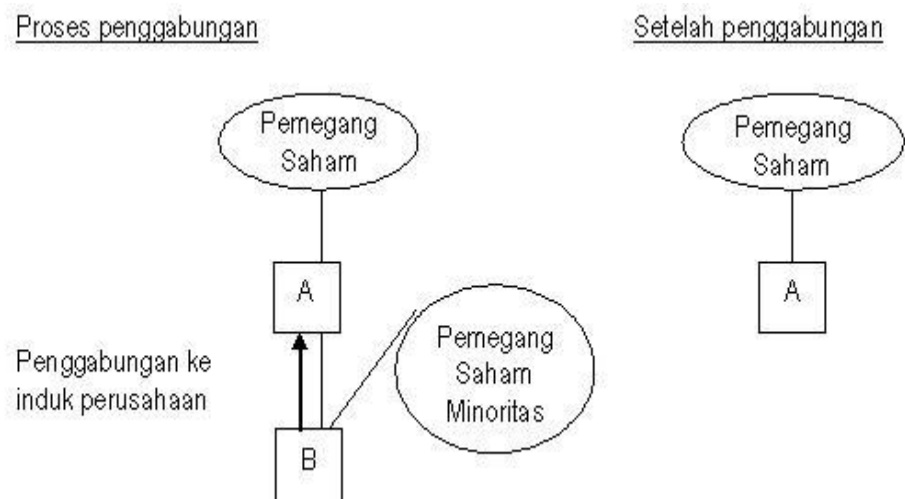 Proses penggabungan
Setelah penggabungan
Pemegang
Saham
Pemegang
Saham
A
A
Penggabungan ke
induk perusahaan
Pemegang
Saham
Minoritas
B